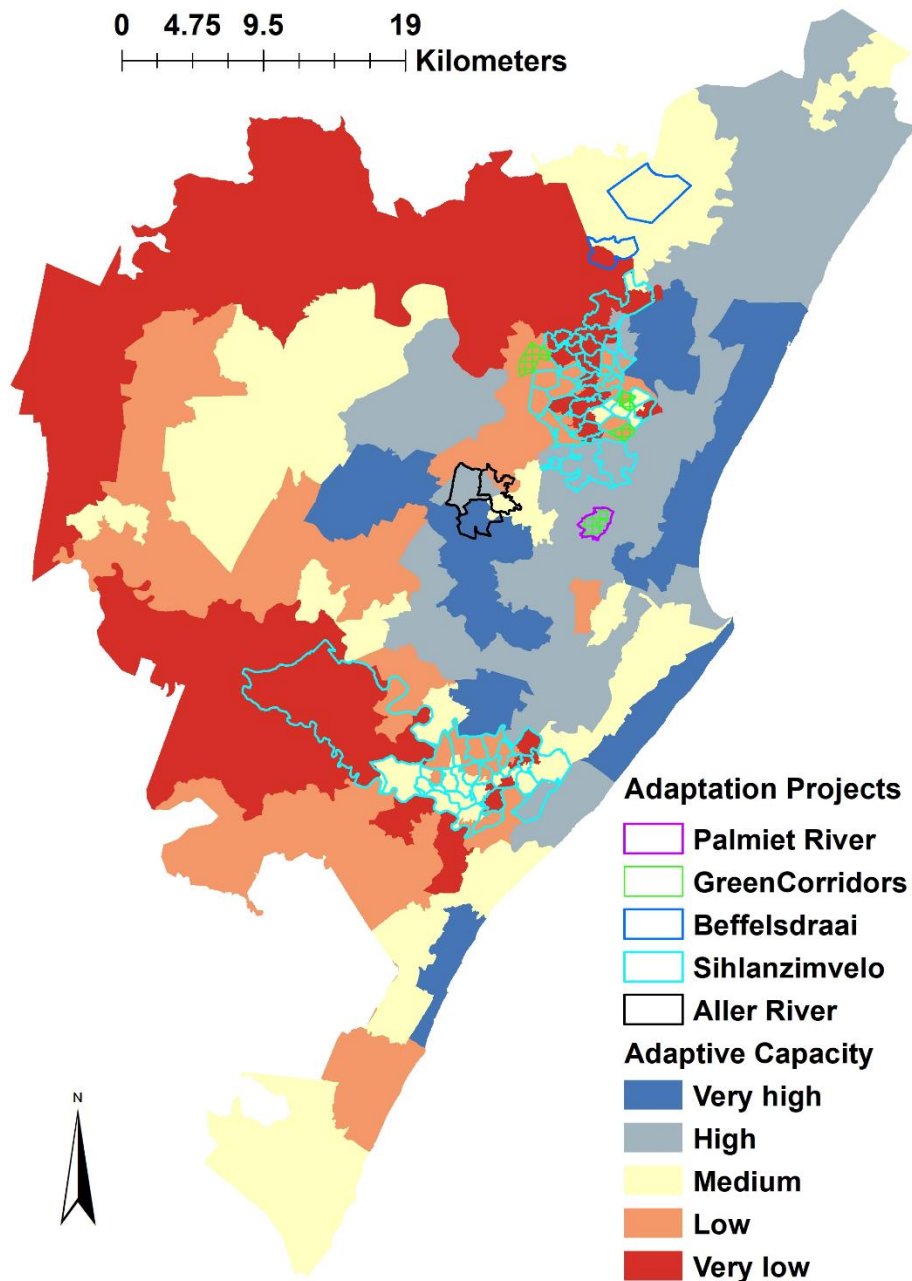 0 4.75 9.5 19
Kilometers
Adaptation Projects
Palmiet River
GreenCorridors
Beffelsdraai
Sihlanzimvelo
Aller River
Adaptive Capacity
Very high
High
Medium
Low
Very low
N